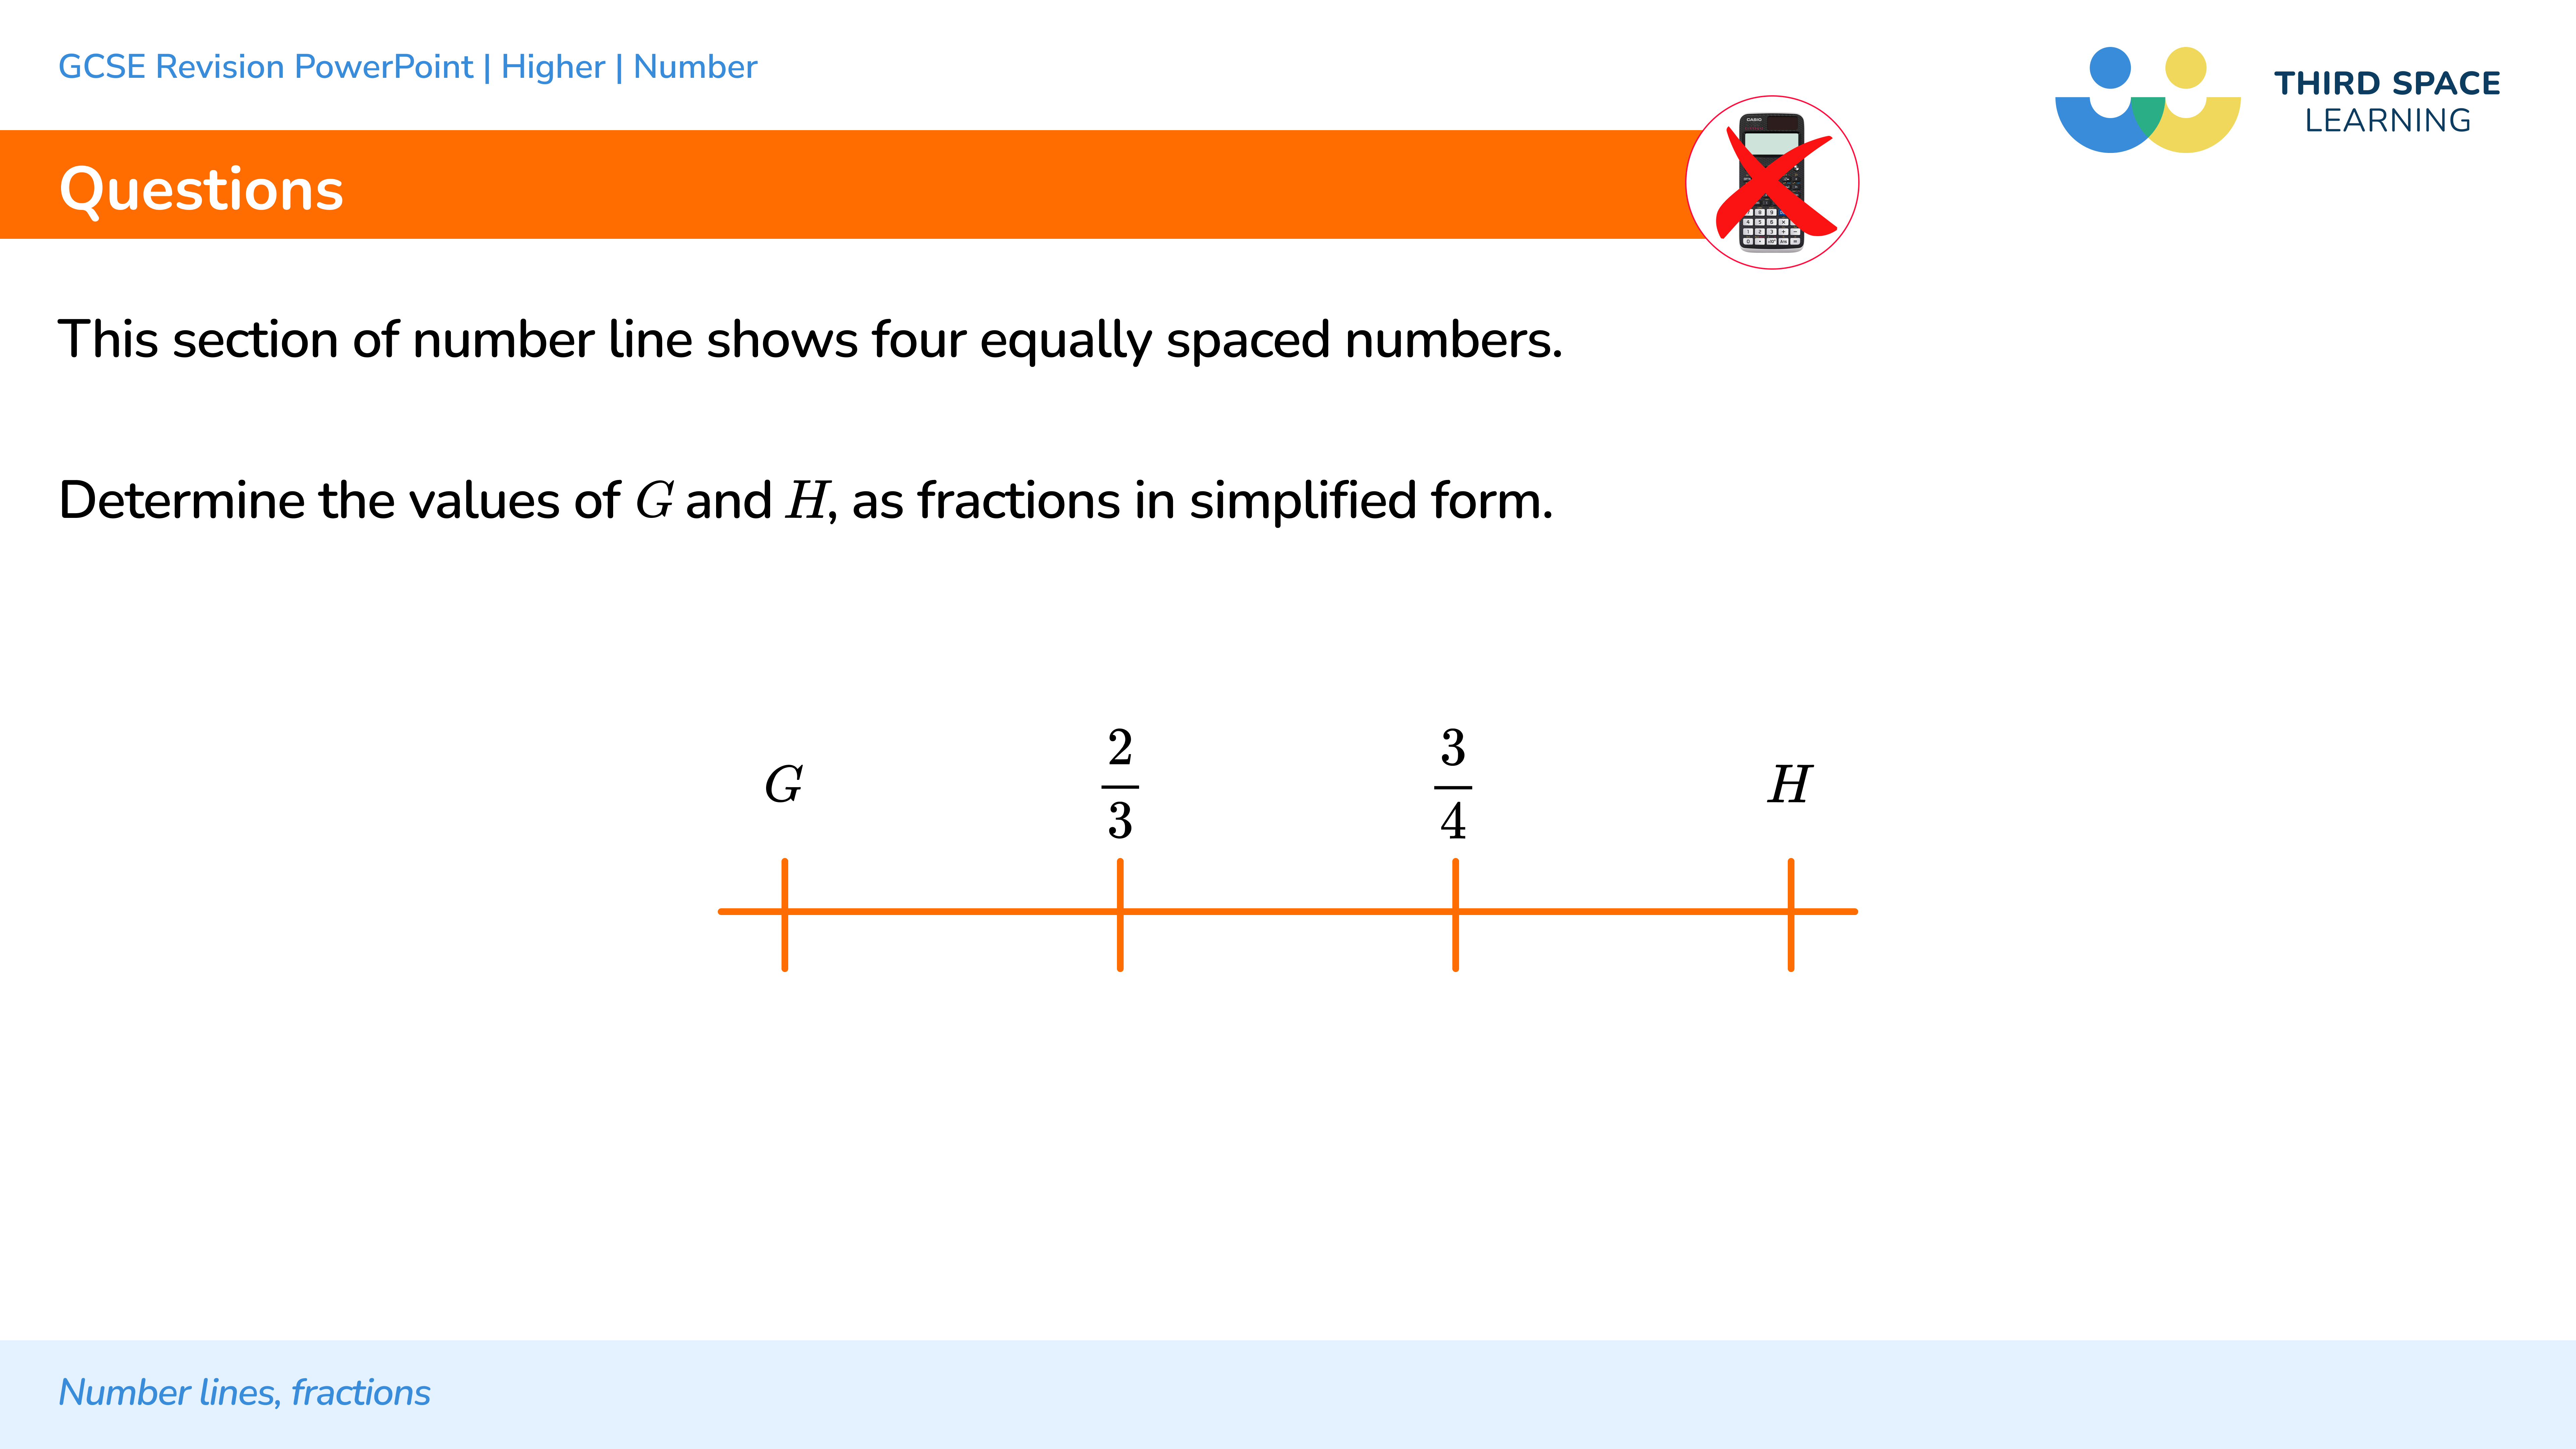 GCSE Revision PowerPoint | Higher | Number
THIRD SPACE
LEARNING
Questions
This section of number line shows four equally spaced numbers.
Determine the values of G and H, as fractions in simplified form.
G 2/3 3/4 H
Number lines, fractions